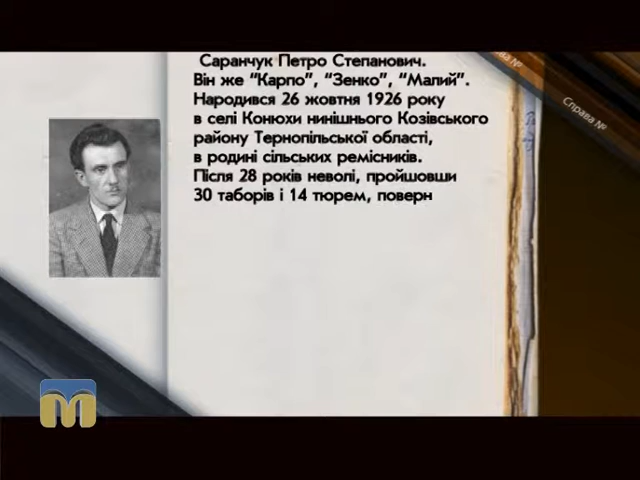 Саранчук Петро Степанович.
Він же “Карпо”, “Зенко”, “Малий”.
Народився 26 жовтня 1926 року
в селі Конюхи нинішнього Козівського
району Тернопільської області,
в родині сільських ремісників.
Після 28 років неволі, пройшовши
30 таборів і 14 тюрем, поверн
Справа №